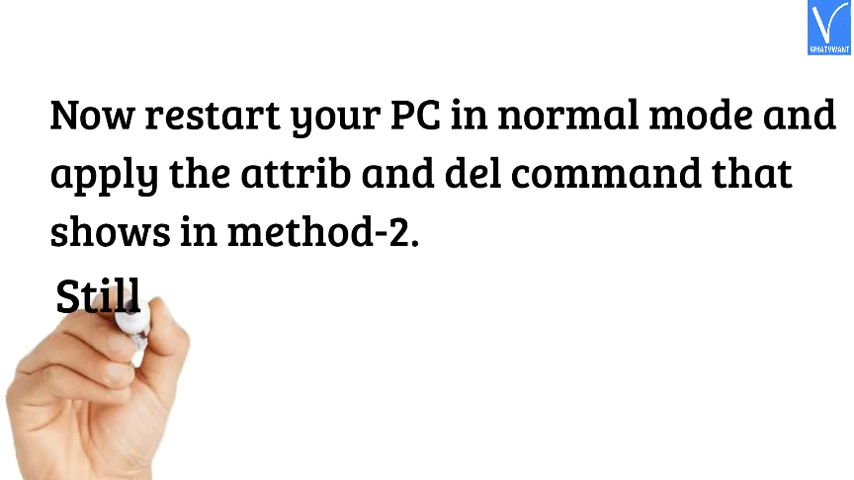 WHATVWANT
Now restart your PC in normal mode and
apply the attrib and del command that
shows in method-2.
Still